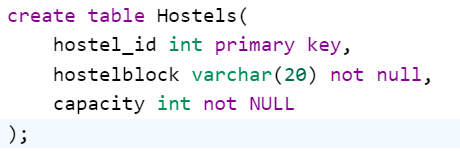 create table Hostels(
    hostel_id int primary key,
    hostelblock varchar(20) not null,
    capacity int not NULL
);